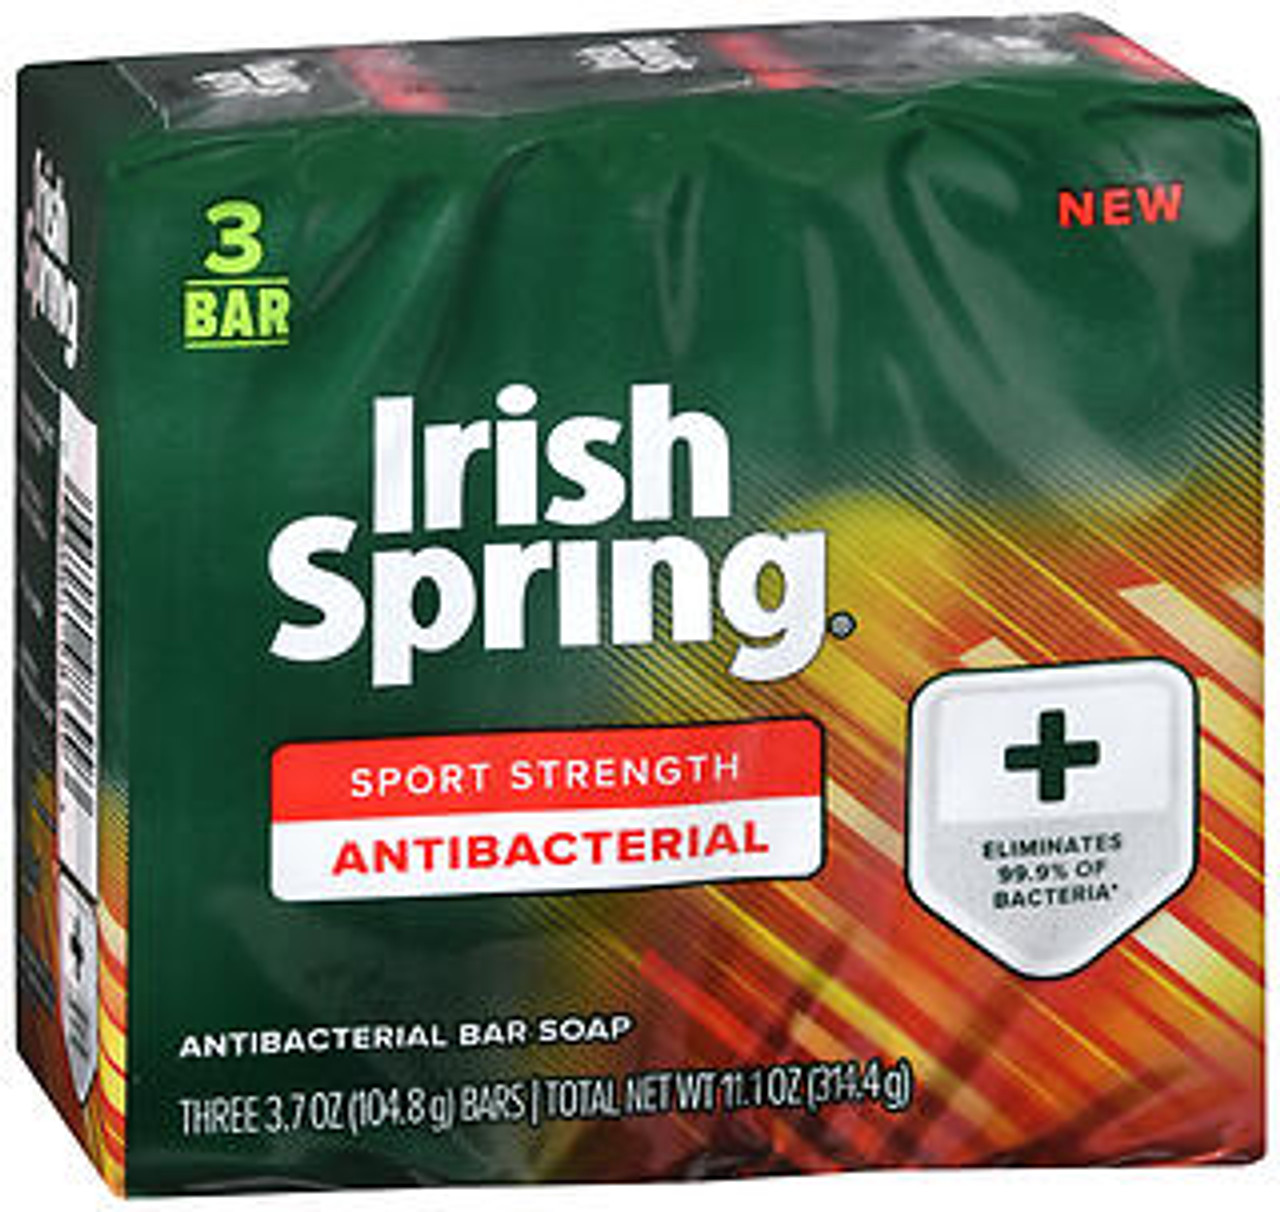 3
BAR
NEW
Irish
Spring®
SPORT STRENGTH
ANTIBACTERIAL
ELIMINATES
99.9% OF
BACTERIA*
ANTIBACTERIAL BAR SOAP
THREE 3.7 OZ (104.8 g) BARS | TOTAL NET WT 11.1 OZ (314.4 g)
Irish
Spring